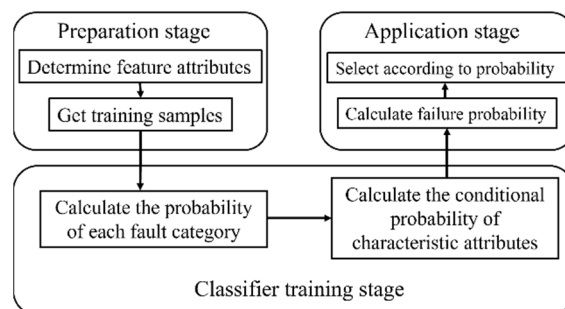 Preparation stage
Determine feature attributes
Get training samples
Application stage
Select according to probability
Calculate failure probability
Calculate the probability
of each fault category
Calculate the conditional
probability of
characteristic attributes
Classifier training stage